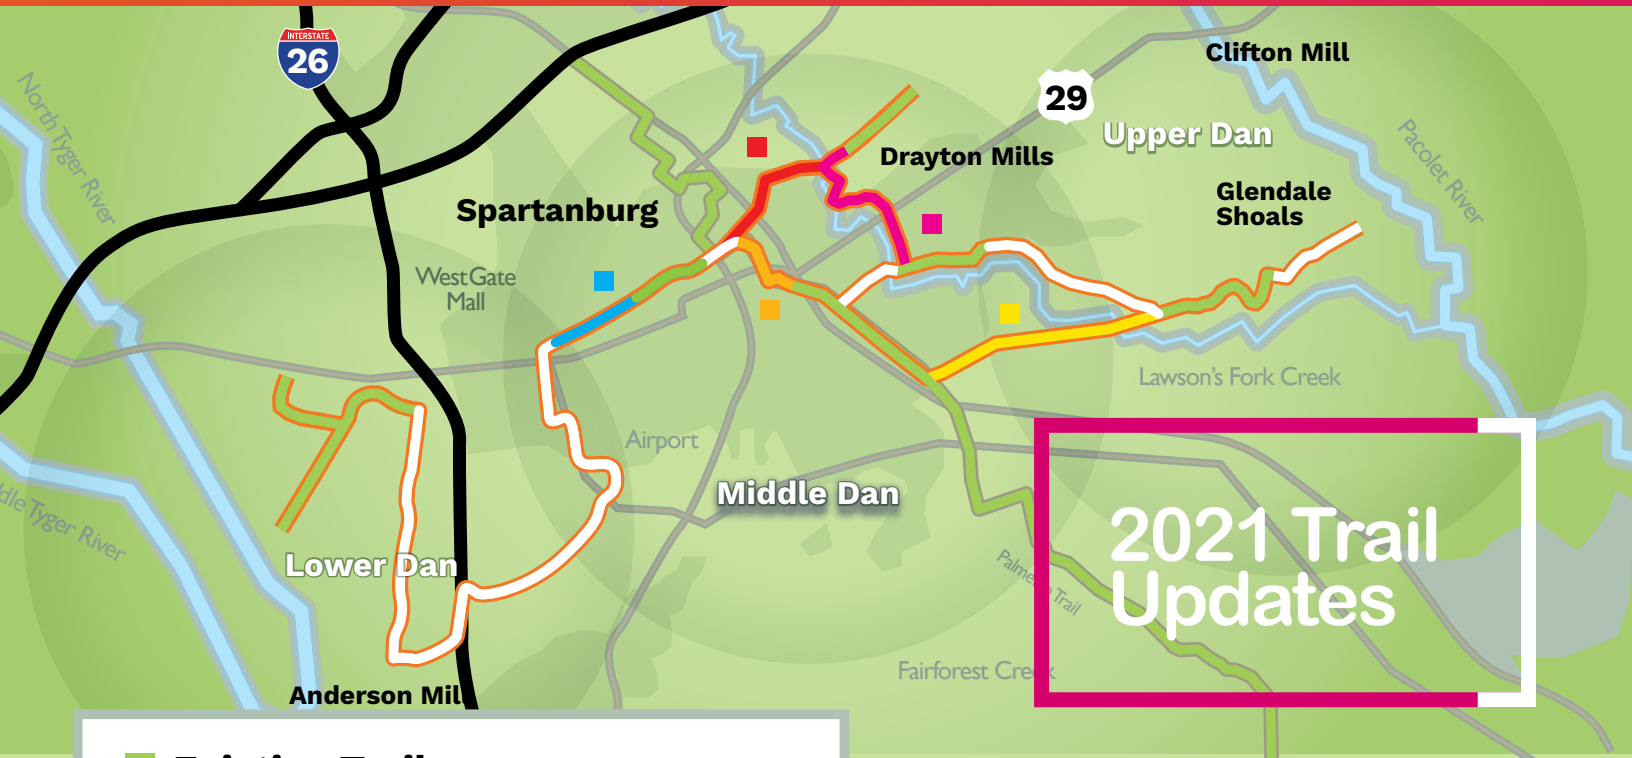 INTERSTATE
26
29
Clifton Mill
Upper Dan
North Tyger River
Pacolet River
Drayton Mills
Glendale
Shoals
Spartanburg
WestGate
Mall
Lawson's Fork Creek
Airport
Middle Dan
Tyger River
Lower Dan
2021 Trail
Updates
Trail
Fairforest Creek
Anderson Mill